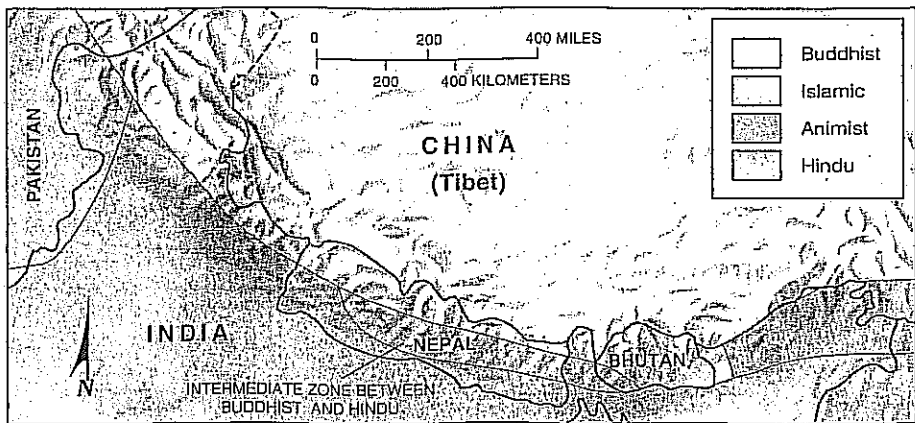 0 200 400 MILES
0 200 400 KILOMETERS
Buddhist
Islamic
Animist
Hindu
PAKISTAN
CHINA
(Tibet)
INDIA
NEPAL
BHUTAN
N
INTERMEDIATE ZONE BETWEEN
BUDDHIST AND HINDU